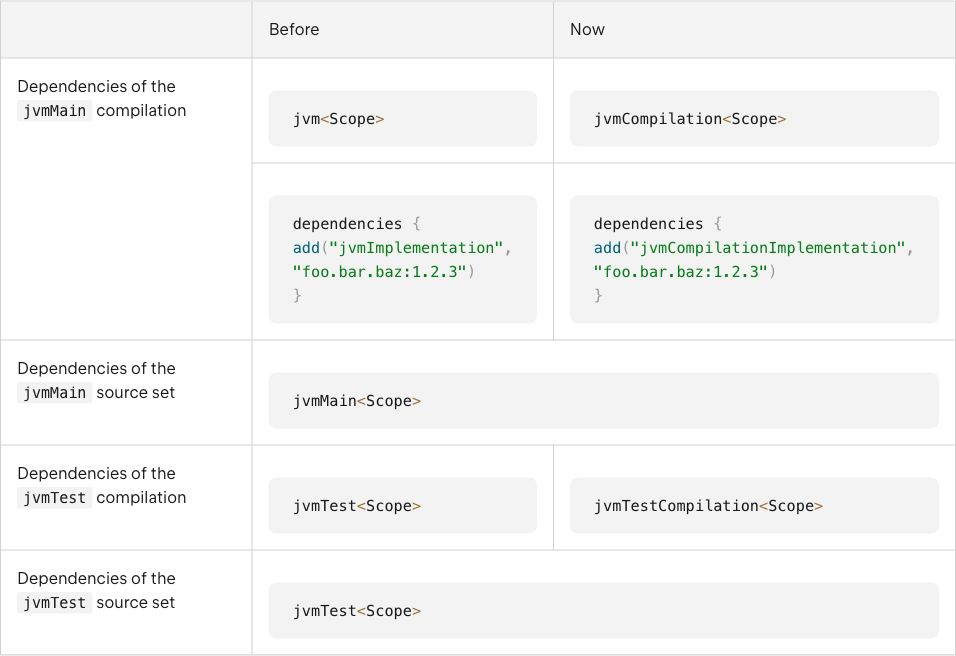 Before
Now
Dependencies of the
jvmMain compilation
jvm<Scope>
jvmCompilation<Scope>
dependencies {
add("jvmImplementation",
"foo.bar.baz:1.2.3")
}
dependencies {
add("jvmCompilationImplementation",
"foo.bar.baz:1.2.3")
}
Dependencies of the
jvmMain source set
jvmMain<Scope>
Dependencies of the
jvmTest compilation
jvmTest<Scope>
jvmTestCompilation<Scope>
Dependencies of the
jvmTest source set
jvmTest<Scope>